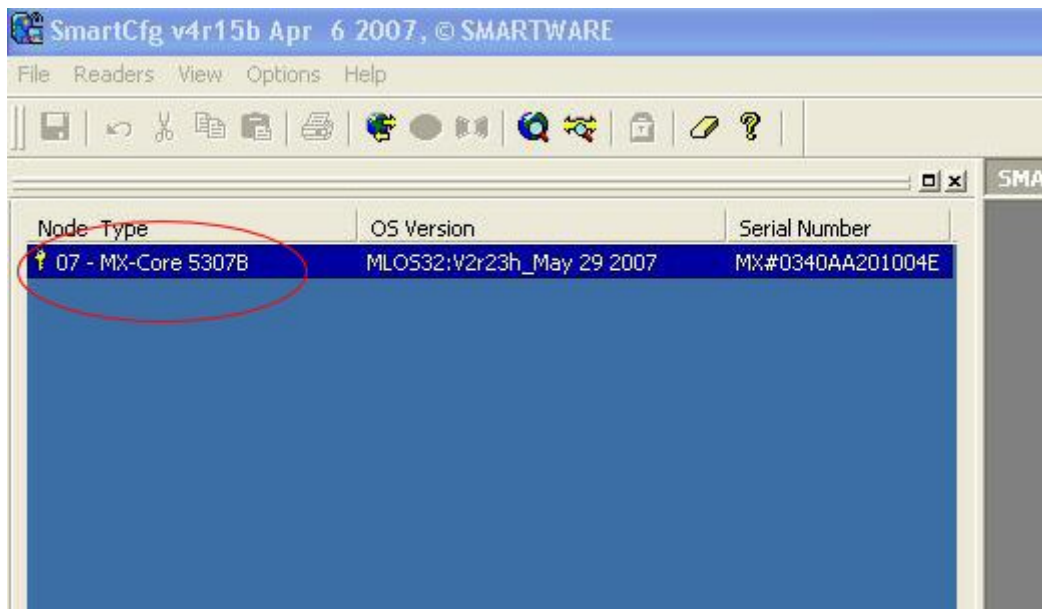 SmartCfg v4r15b Apr 6 2007, © SMARTWARE
File Readers View Options Help
SMA
Node Type OS Version Serial Number
07 - MX-Core 5307B MLOS32:V2r23h_May 29 2007 MX#0340AA201004E